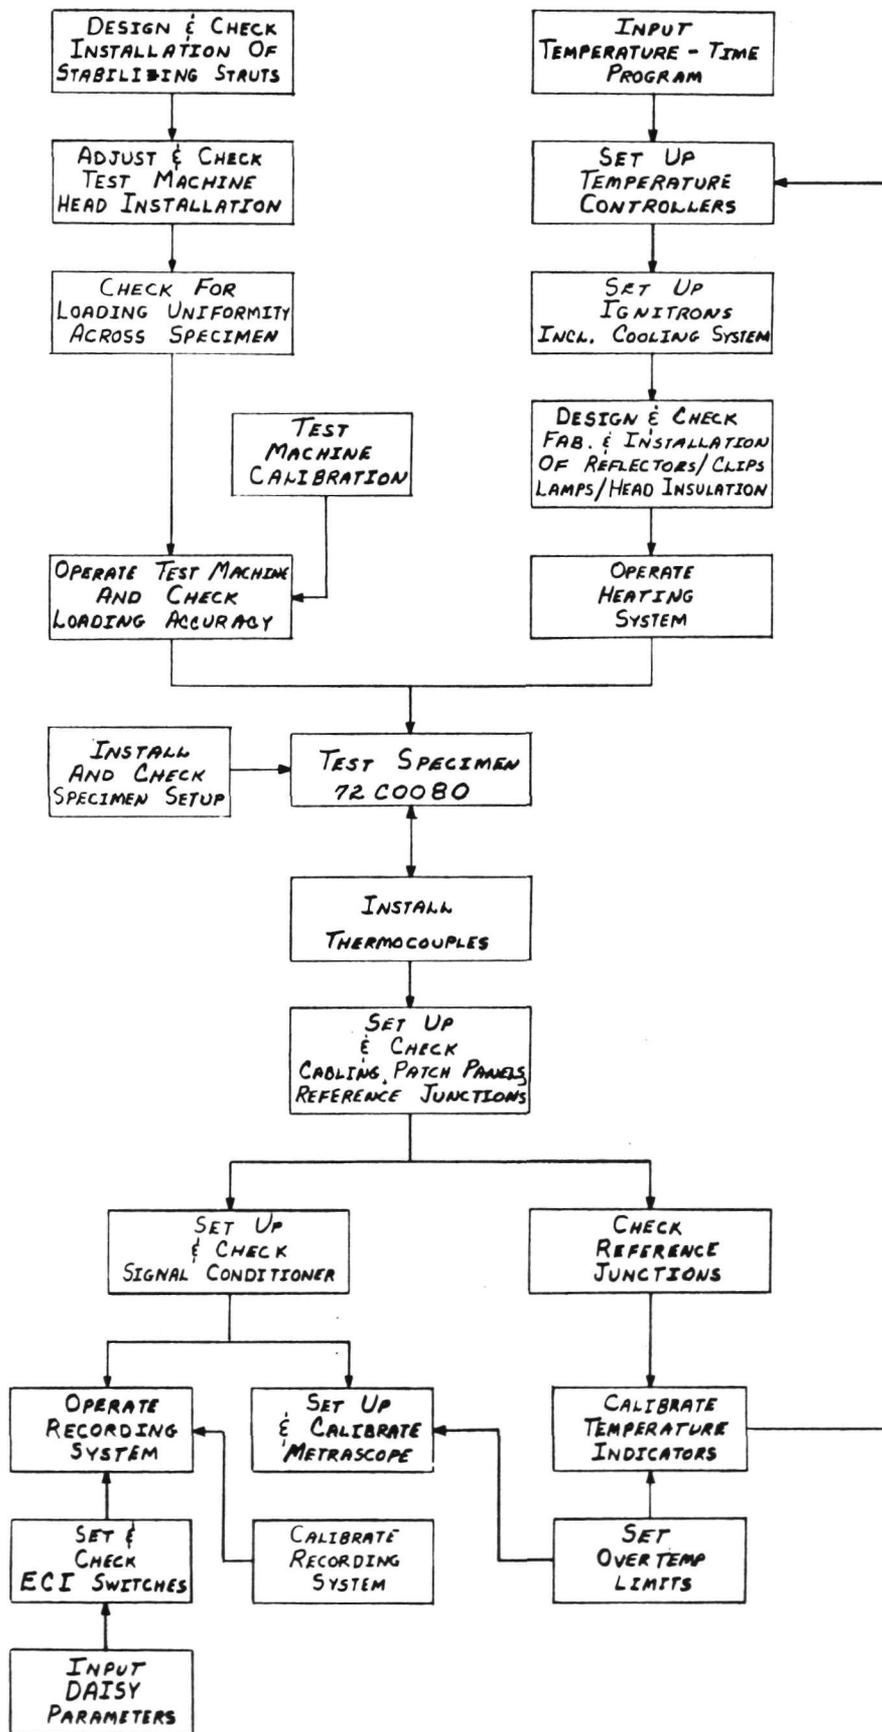 DESIGN & CHECK
INSTALLATION OF
STABILIZING STRUTS
INPUT
TEMPERATURE - TIME
PROGRAM
ADJUST & CHECK
TEST MACHINE
HEAD INSTALLATION
SET UP
TEMPERATURE
CONTROLLERS
CHECK FOR
LOADING UNIFORMITY
ACROSS SPECIMEN
SET UP
IGNITRONS
INCL. COOLING SYSTEM
TEST
MACHINE
CALIBRATION
DESIGN & CHECK
FAB. & INSTALLATION
OF REFLECTORS/CLIPS
LAMPS/HEAD INSULATION
OPERATE TEST MACHINE
AND CHECK
LOADING ACCURACY
OPERATE
HEATING
SYSTEM
INSTALL
AND CHECK
SPECIMEN SETUP
TEST SPECIMEN
72C0080
INSTALL
THERMOCOUPLES
SET UP
& CHECK
CABLING, PATCH PANELS,
REFERENCE JUNCTIONS
SET UP
& CHECK
SIGNAL CONDITIONER
CHECK
REFERENCE
JUNCTIONS
OPERATE
RECORDING
SYSTEM
SET UP
& CALIBRATE
METRASCOPE
CALIBRATE
TEMPERATURE
INDICATORS
SET &
CHECK
ECI SWITCHES
CALIBRATE
RECORDING
SYSTEM
SET
OVERTEMP
LIMITS
INPUT
DAISY
PARAMETERS